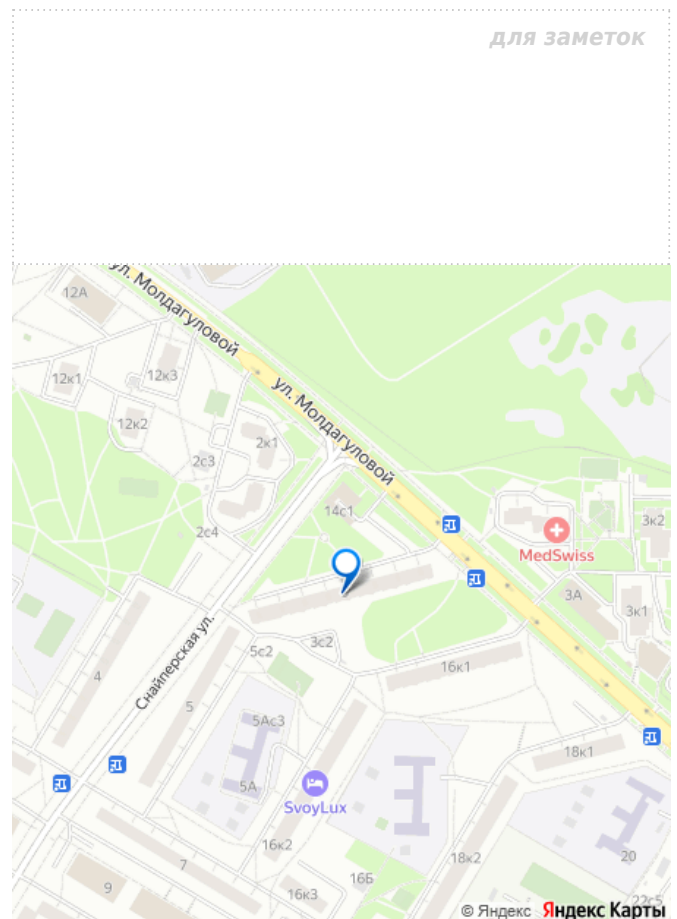 для заметок
ул. Молдагуловой
12А
12к1
12к3
12к2
ул. Молдагуловой
2к1
2с3
14с1
2с4
3к2
MedSwiss
3А
3к1
Снайперская ул.
3с2
5с2
16к1
4
5
5Ас3
18к1
5А
SvoyLux
16к2
7
18к2
20
16Б
9
16к3
22с5
© Яндекс Яндекс Карты